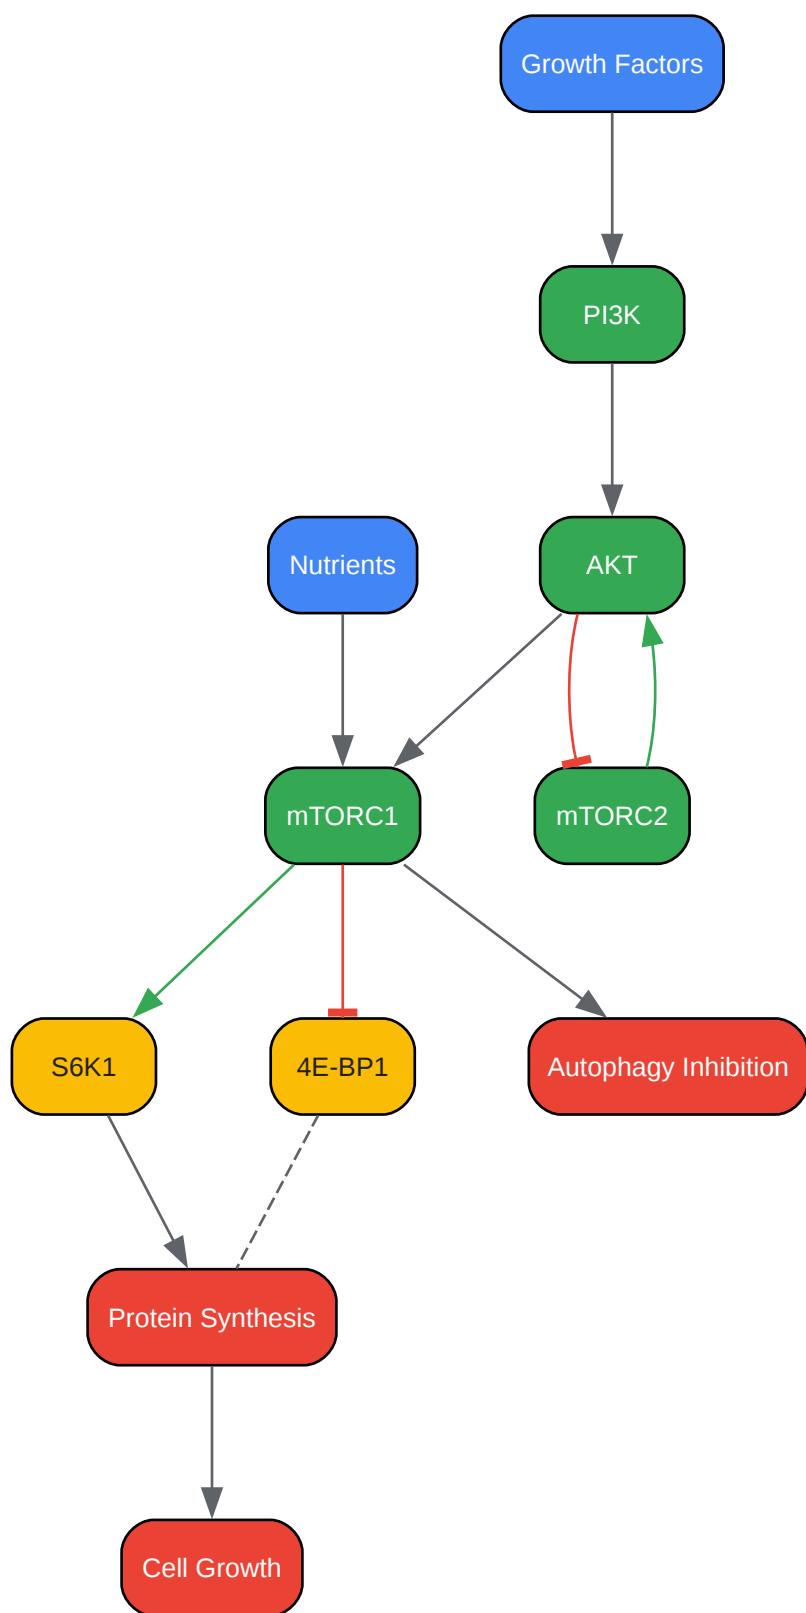 Growth Factors
PI3K
Nutrients
AKT
mTORC1
mTORC2
S6K1
4E-BP1
Autophagy Inhibition
Protein Synthesis
Cell Growth